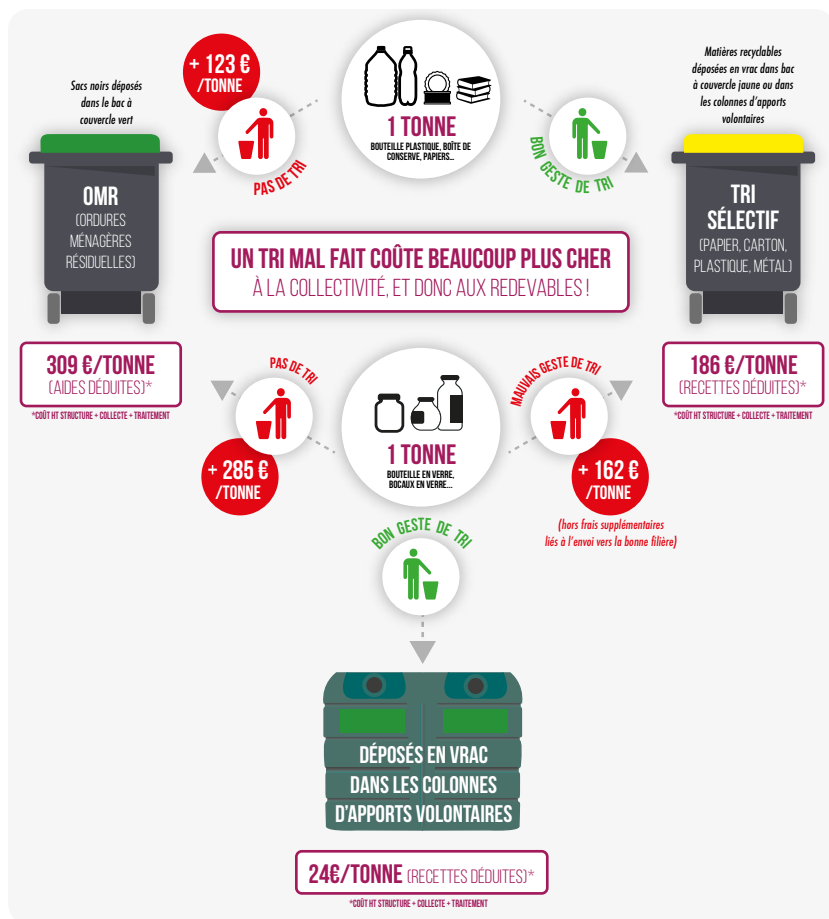 + 123 €
/TONNE
Sacs noirs déposés
dans le bac à
couvercle vert
PAS DE TRI
1 TONNE
BOUTEILLE PLASTIQUE, BOÎTE DE
CONSERVE, PAPIERS...
BON GESTE DE TRI
Matières recyclables
déposées en vrac dans bac
à couvercle jaune ou dans
les colonnes d'apports
volontaires
OMR
(ORDURES
MÉNAGÈRES
RÉSIDUELLES)
TRI
SÉLECTIF
(PAPIER, CARTON,
PLASTIQUE, MÉTAL)
UN TRI MAL FAIT COÛTE BEAUCOUP PLUS CHER
À LA COLLECTIVITÉ, ET DONC AUX REDEVABLES !
309 €/TONNE
(AIDES DÉDUITES)*
*COÛT HT STRUCTURE + COLLECTE + TRAITEMENT
186 €/TONNE
(RECETTES DÉDUITES)*
*COÛT HT STRUCTURE + COLLECTE + TRAITEMENT
PAS DE TRI
+ 285 €
/TONNE
1 TONNE
BOUTEILLE EN VERRE,
BOCAUX EN VERRE...
MAUVAIS GESTE DE TRI
+ 162 €
/TONNE
(hors frais supplémentaires
liés à l'envoi vers la bonne filière)
BON GESTE DE TRI
DÉPOSÉS EN VRAC
DANS LES COLONNES
D'APPORTS VOLONTAIRES
24€/TONNE (RECETTES DÉDUITES)*
*COÛT HT STRUCTURE + COLLECTE + TRAITEMENT